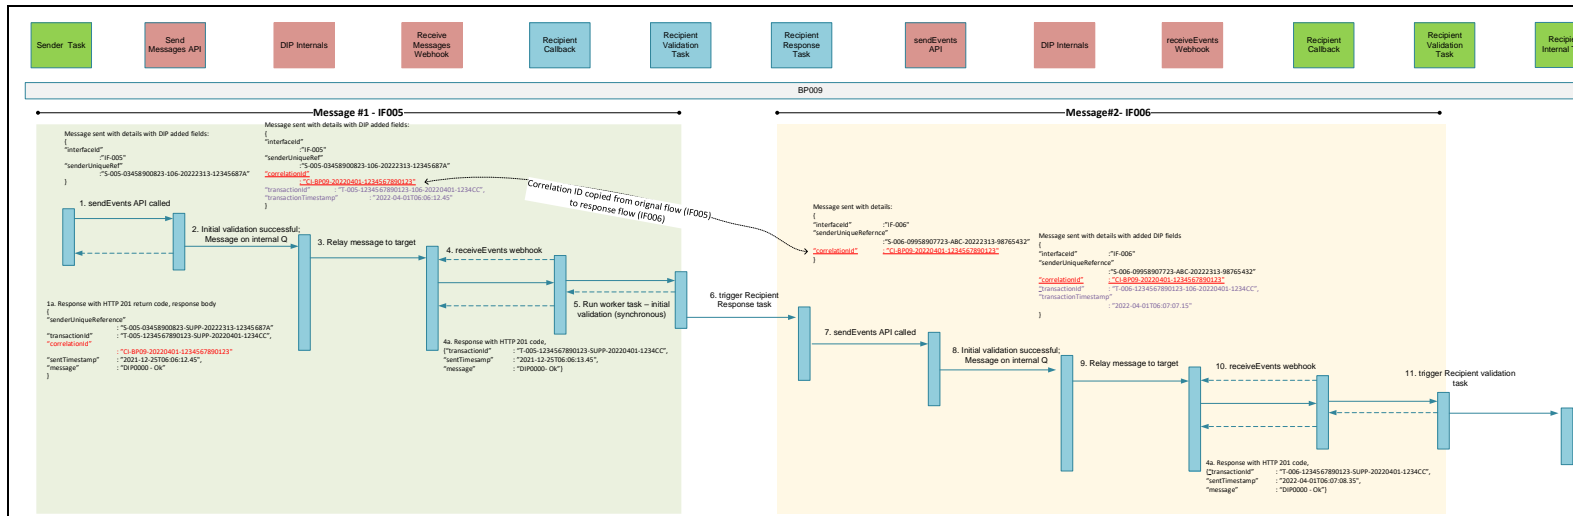 Sender Task
Send
Messages API
DIP Internals
Receive
Messages
Webhook
Recipient
Callback
Recipient
Validation
Task
Recipient
Response
Task
sendEvents
API
DIP Internals
receiveEvents
Webhook
Recipient
Callback
Recipient
Validation
Task
BP009
Message #1 - IF005
Message#2- IF006
Message sent with details with DIP added fields:
{
"interfaceId"
:"IF-005"
"senderUniqueRef"
:"S-005-03458900823-106-20222313-12345687A"
}
Message sent with details with DIP added fields:
{
"interfaceId"
:"IF-005"
"senderUniqueRef"
:"S-005-03458900823-106-20222313-12345687A"
"correlationId"
: "CI-BP09-20220401-1234567890123"
"transactionId" : "T-005-1234567890123-106-20220401-1234CC",
"transactionTimestamp" : "2022-04-01T06:06:12.45"
}
Correlation ID copied from orignal flow (IF005)
to response flow (IF006)
1. sendEvents API called
2. Initial validation successful;
Message on internal Q
3. Relay message to target
4. receiveEvents webhook
5. Run worker task – initial
validation (synchronous)
6. trigger Recipient
Response task
1a. Response with HTTP 201 return code, response body
{
"senderUniqueReference"
: "S-005-03458900823-SUPP-20222313-12345687A"
"transactionId" : "T-005-1234567890123-SUPP-20220401-1234CC",
"correlationId"
: "CI-BP09-20220401-1234567890123"
"sentTimestamp" : "2021-12-25T06:06:12.45",
"message" : "DIP0000 - Ok"
}
4a. Response with HTTP 201 code,
{"transactionId" : "T-005-1234567890123-SUPP-20220401-1234CC",
"sentTimesamp" : "2021-12-25T06:06:13.45",
"message" : "DIP0000- Ok"}
Message sent with details:
{
"interfaceId" :"IF-006"
"senderUniqueRefernce"
:"S-006-09958907723-ABC-20222313-98765432"
"correlationId" : "CI-BP09-20220401-1234567890123"
}
Message sent with details with added DIP fields
{
"interfaceId" :"IF-006"
"senderUniqueRefernce"
:"S-006-09958907423-ABC-20222313-98765432"
"correlationId" : "CI-BP09-20220401-1234567890123"
"transactionId" : "T-006-1234567890123-106-20220401-1234CC",
"transactionTimestamp"
: "2022-04-01T06:07:07.15"
}
7. sendEvents API called
8. Initial validation successful;
Message on internal Q
9. Relay message to target
10. receiveEvents webhook
11. trigger Recipient validation
task
4a. Response with HTTP 201 code,
{"transactionId" : "T-006-1234567890123-SUPP-20220401-1234CC",
"sentTimestamp" : "2022-04-01T06:07:08.35",
"message" : "DIP0000 - Ok"}